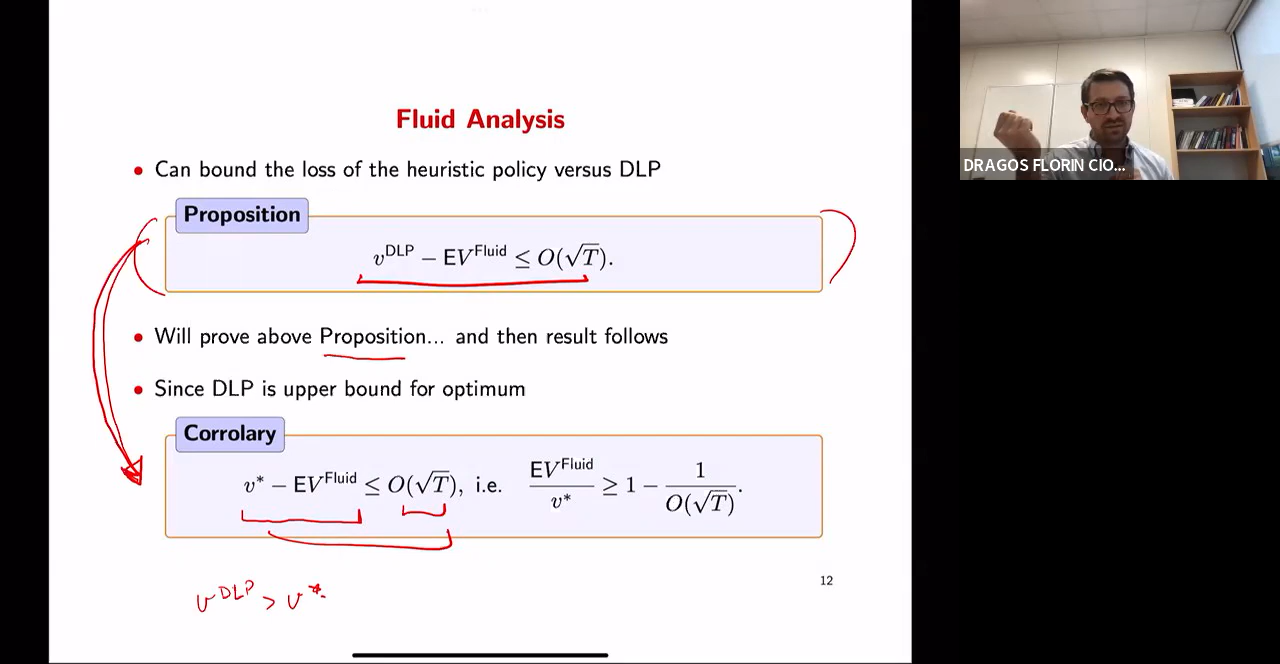 Fluid Analysis
• Can bound the loss of the heuristic policy versus DLP
Proposition
v^DLP − EV^Fluid ≤ O(√T).
• Will prove above Proposition... and then result follows
• Since DLP is upper bound for optimum
Corrolary
v* − EV^Fluid ≤ O(√T), i.e. EV^Fluid / v* ≥ 1 − 1 / O(√T).
12
v^DLP > v*
DRAGOS FLORIN CIO...